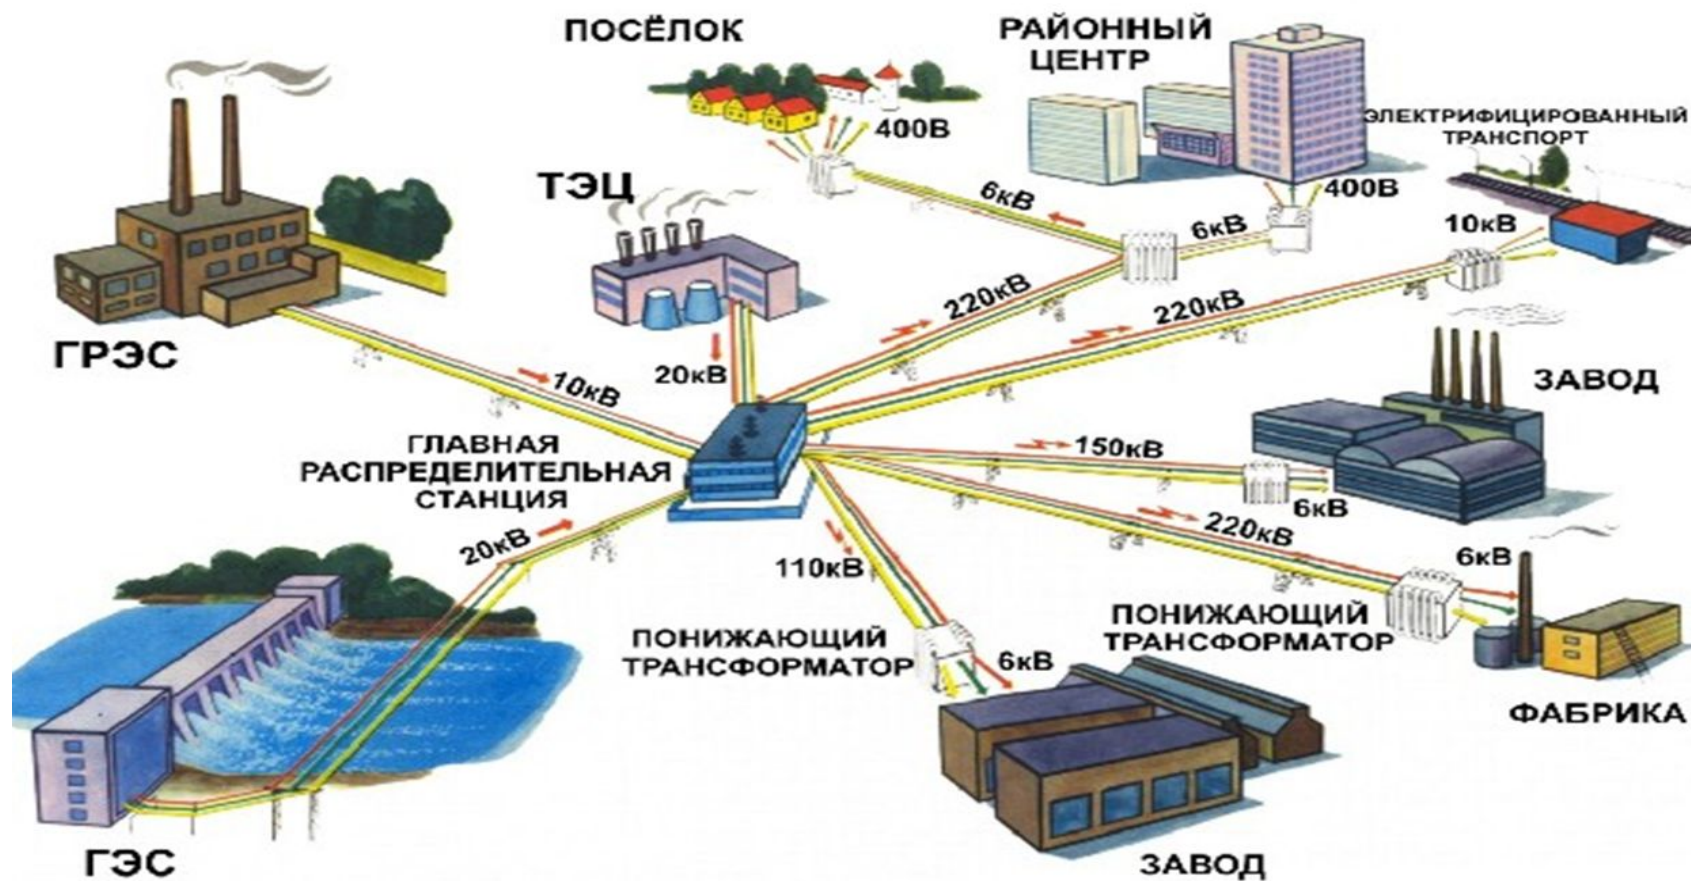 ПОСЁЛОК
РАЙОННЫЙ
ЦЕНТР
400В
ЭЛЕКТРИФИЦИРОВАННЫЙ
ТРАНСПОРТ
ТЭЦ
6кВ
400В
6кВ
10кВ
220кВ
220кВ
ГРЭС
20кВ
10кВ
ЗАВОД
ГЛАВНАЯ
РАСПРЕДЕЛИТЕЛЬНАЯ
СТАНЦИЯ
150кВ
6кВ
20кВ
220кВ
6кВ
110кВ
ПОНИЖАЮЩИЙ
ТРАНСФОРМАТОР
6кВ
ПОНИЖАЮЩИЙ
ТРАНСФОРМАТОР
ФАБРИКА
ГЭС
ЗАВОД